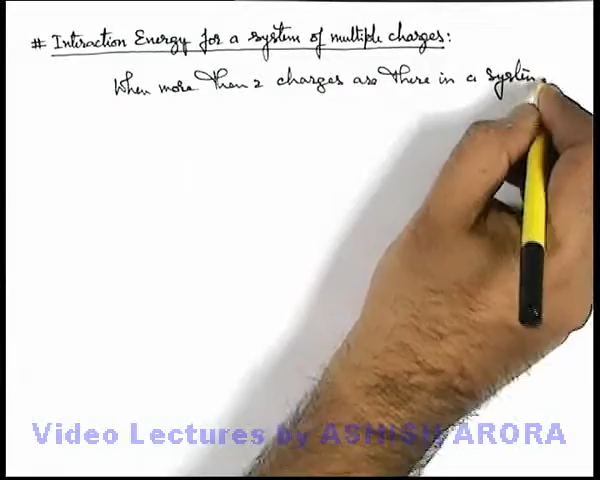 # Interaction Energy for a system of multiple charges:
When more than 2 charges are there in a system
Video Lectures by ASHISH ARORA